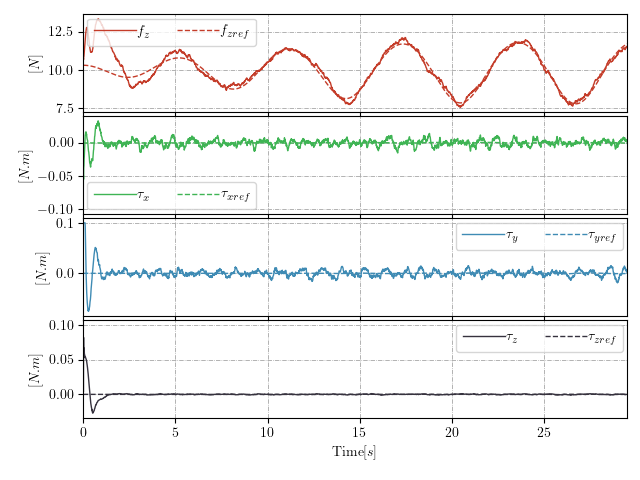 12.5
10.0
7.5
[N]
f_z f_zref
0.00
−0.05
−0.10
[N.m]
τ_x τ_xref
0.1
0.0
[N.m]
τ_y τ_yref
0.10
0.05
0.00
[N.m]
τ_z τ_zref
0 5 10 15 20 25
Time[s]